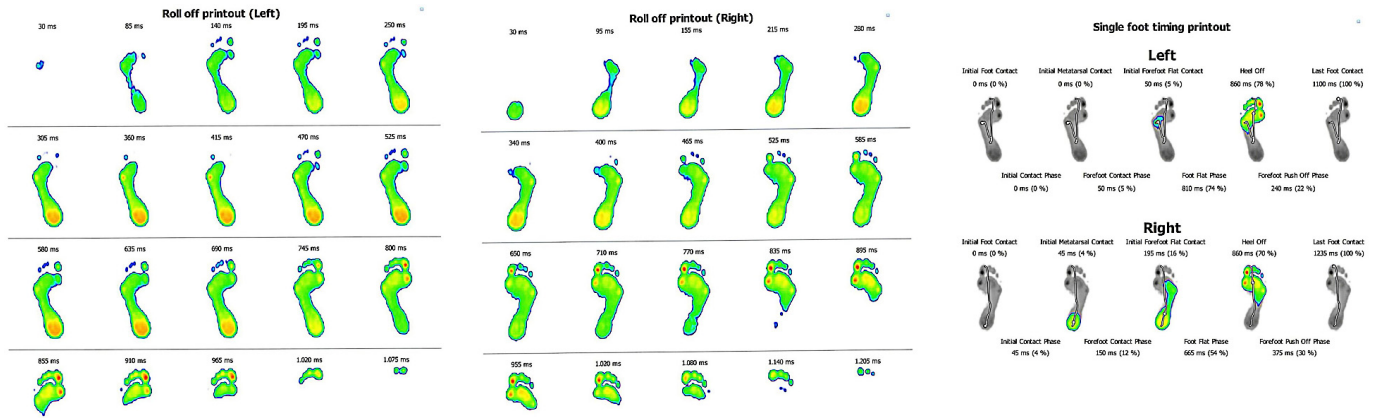 Roll off printout (Left)
30 ms 85 ms 140 ms 195 ms 250 ms
305 ms 360 ms 415 ms 470 ms 525 ms
580 ms 635 ms 690 ms 745 ms 800 ms
855 ms 910 ms 965 ms 1.020 ms 1.075 ms
Roll off printout (Right)
30 ms 95 ms 155 ms 215 ms 280 ms
340 ms 400 ms 465 ms 525 ms 585 ms
650 ms 710 ms 770 ms 835 ms 895 ms
955 ms 1.020 ms 1.080 ms 1.140 ms 1.205 ms
Single foot timing printout
Left
Initial Foot Contact Initial Metatarsal Contact Initial Forefoot Flat Contact Heel Off Last Foot Contact
0 ms (0 %) 0 ms (0 %) 50 ms (5 %) 860 ms (78 %) 1100 ms (100 %)
Initial Contact Phase Forefoot Contact Phase Foot Flat Phase Forefoot Push Off Phase
0 ms (0 %) 50 ms (5 %) 810 ms (74 %) 240 ms (22 %)
Right
Initial Foot Contact Initial Metatarsal Contact Initial Forefoot Flat Contact Heel Off Last Foot Contact
0 ms (0 %) 45 ms (4 %) 195 ms (16 %) 860 ms (70 %) 1235 ms (100 %)
Initial Contact Phase Forefoot Contact Phase Foot Flat Phase Forefoot Push Off Phase
45 ms (4 %) 150 ms (12 %) 665 ms (54 %) 375 ms (30 %)